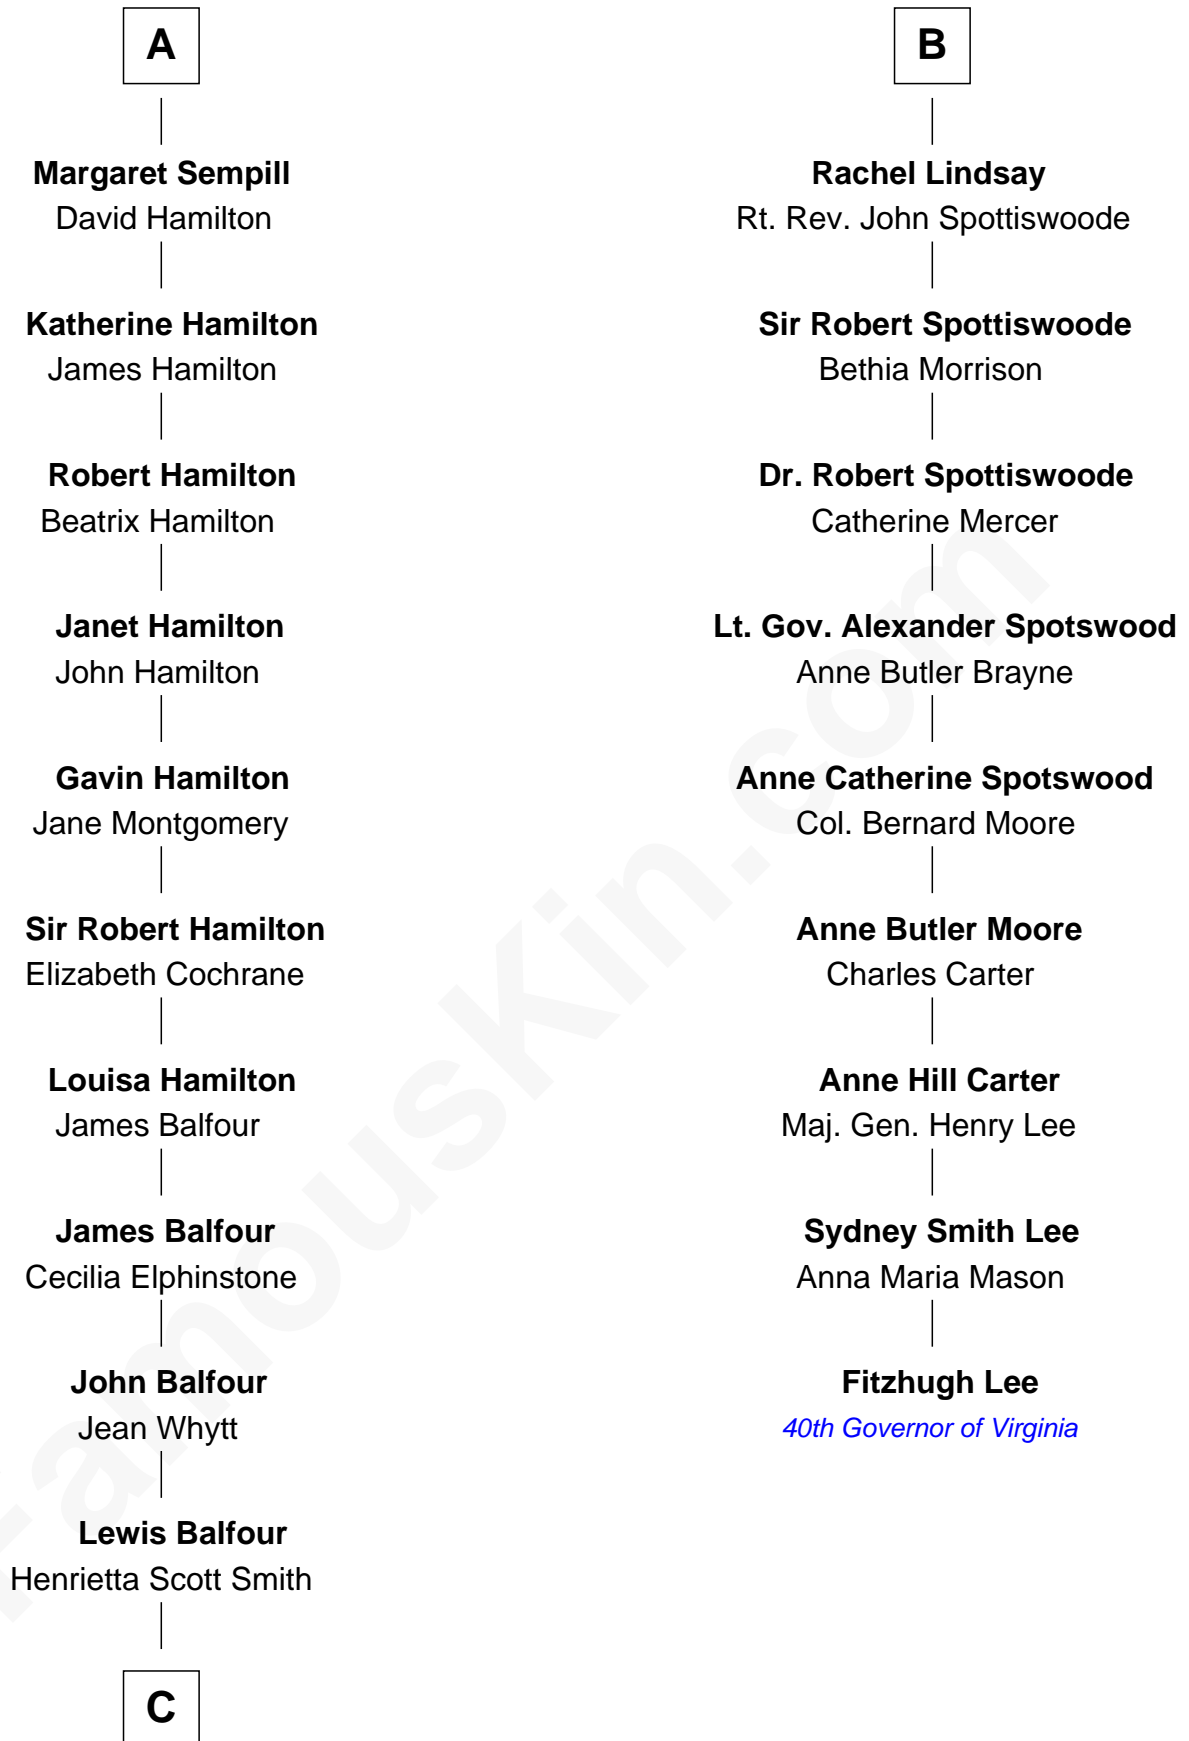 A
Margaret Sempill
David Hamilton
Katherine Hamilton
James Hamilton
Robert Hamilton
Beatrix Hamilton
Janet Hamilton
John Hamilton
Gavin Hamilton
Jane Montgomery
Sir Robert Hamilton
Elizabeth Cochrane
Louisa Hamilton
James Balfour
James Balfour
Cecilia Elphinstone
John Balfour
Jean Whytt
Lewis Balfour
Henrietta Scott Smith
C
B
Rachel Lindsay
Rt. Rev. John Spottiswoode
Sir Robert Spottiswoode
Bethia Morrison
Dr. Robert Spottiswoode
Catherine Mercer
Lt. Gov. Alexander Spotswood
Anne Butler Brayne
Anne Catherine Spotswood
Col. Bernard Moore
Anne Butler Moore
Charles Carter
Anne Hill Carter
Maj. Gen. Henry Lee
Sydney Smith Lee
Anna Maria Mason
Fitzhugh Lee
40th Governor of Virginia
FamousKin.com